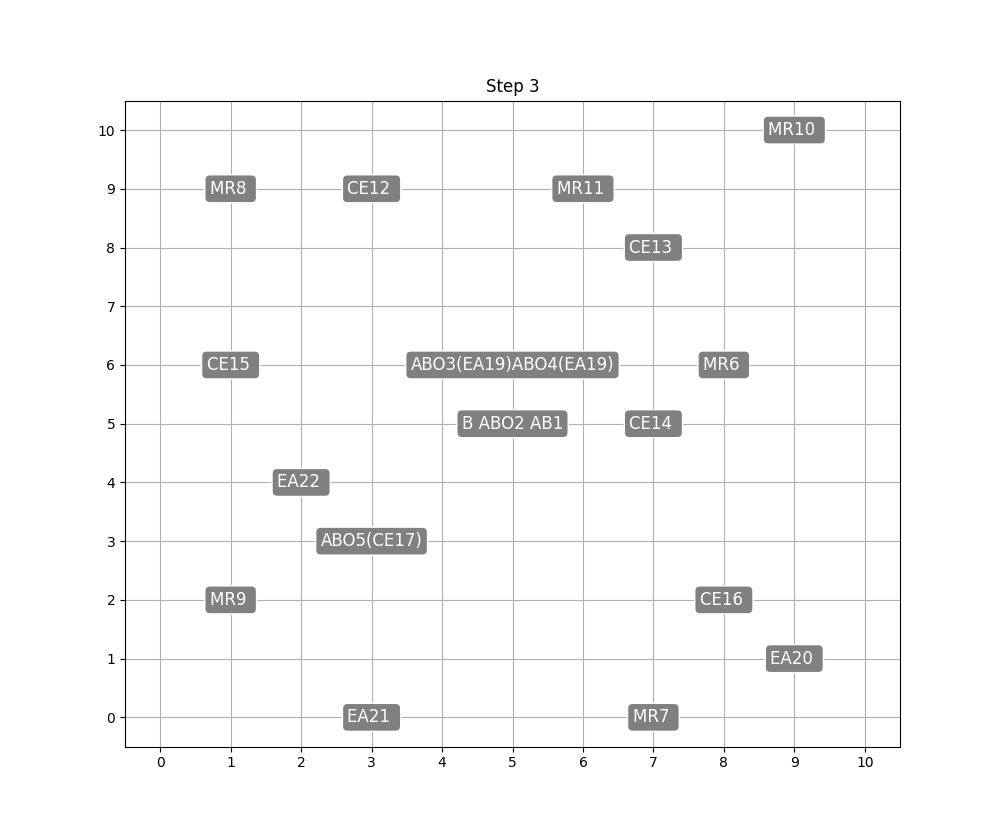 Step 3
10
MR10
9
MR8
CE12
MR11
8
CE13
7
6
CE15
ABO3(EA19)ABO4(EA19)
MR6
5
B ABO2 AB1
CE14
4
EA22
3
ABO5(CE17)
2
MR9
CE16
1
EA20
0
EA21
MR7
0 1 2 3 4 5 6 7 8 9 10